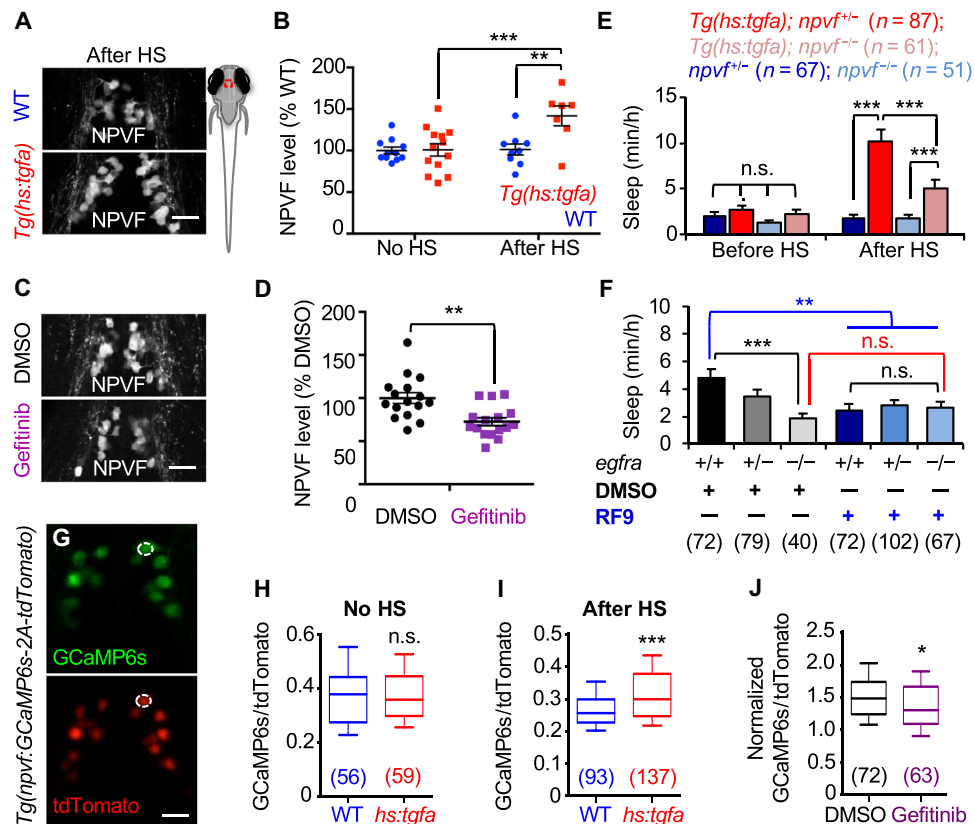 A
After HS
WT
NPVF
Tg(hs:tgfa)
NPVF
B
NPVF level (% WT)
200
150
100
50
0
***
**
Tg(hs:tgfa)
WT
No HS
After HS
C
DMSO
NPVF
Gefitinib
NPVF
D
NPVF level (% DMSO)
200
150
100
50
0
**
DMSO
Gefitinib
E
Tg(hs:tgfa); npvf+/– (n = 87);
Tg(hs:tgfa); npvf–/– (n = 61);
npvf+/– (n = 67); npvf–/– (n = 51)
Sleep (min/h)
15
10
5
0
n.s.
*** ***
***
Before HS
After HS
F
Sleep (min/h)
10
8
6
4
2
0
**
***
n.s.
n.s.
egfra +/+ +/– –/– +/+ +/– –/–
DMSO + + + — — —
RF9 — — — + + +
(72) (79) (40) (72) (102) (67)
G
Tg(npvf:GCaMP6s-2A-tdTomato)
GCaMP6s
tdTomato
H
No HS
GCaMP6s/tdTomato
0.6
0.4
0.2
0
n.s.
(56) (59)
WT hs:tgfa
I
After HS
GCaMP6s/tdTomato
0.5
0.4
0.3
0.2
0.1
0
***
(93) (137)
WT hs:tgfa
J
Normalized
GCaMP6s/tdTomato
2.5
2.0
1.5
1.0
0.5
0
*
(72) (63)
DMSO Gefitinib